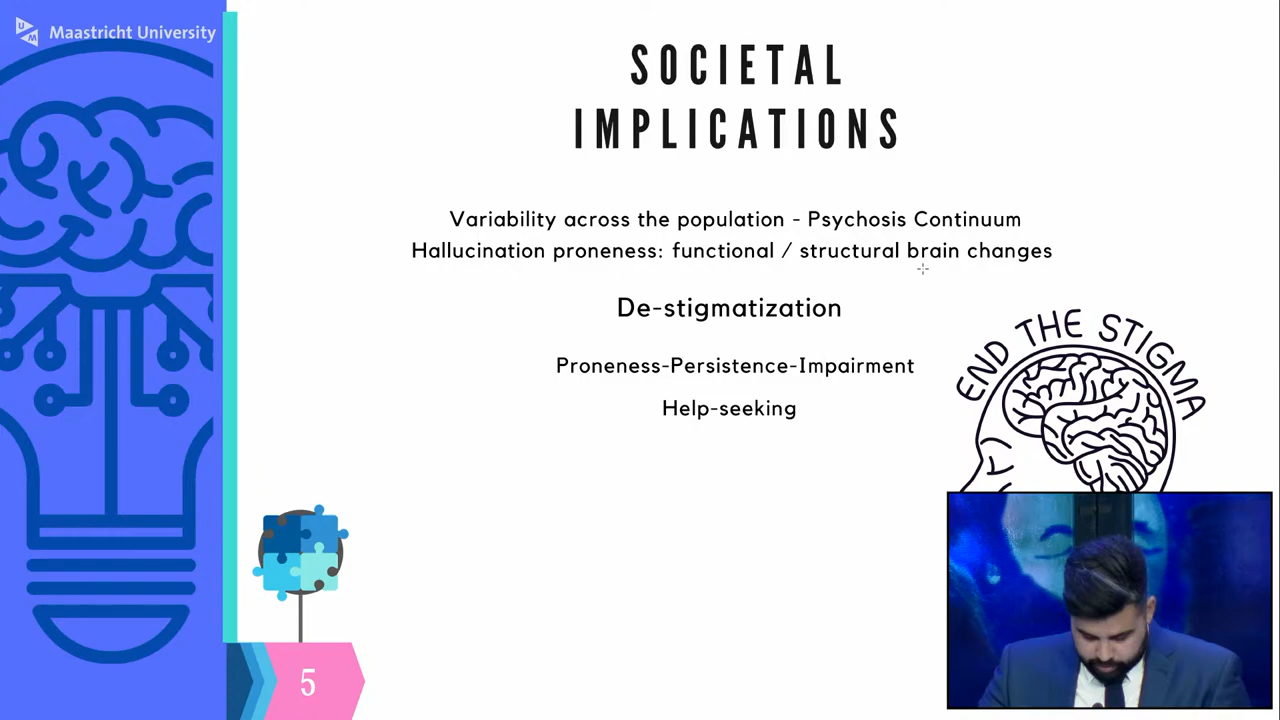 UM
Maastricht University
SOCIETAL
IMPLICATIONS
Variability across the population - Psychosis Continuum
Hallucination proneness: functional / structural brain changes
De-stigmatization
Proneness-Persistence-Impairment
Help-seeking
END THE STIGMA
5